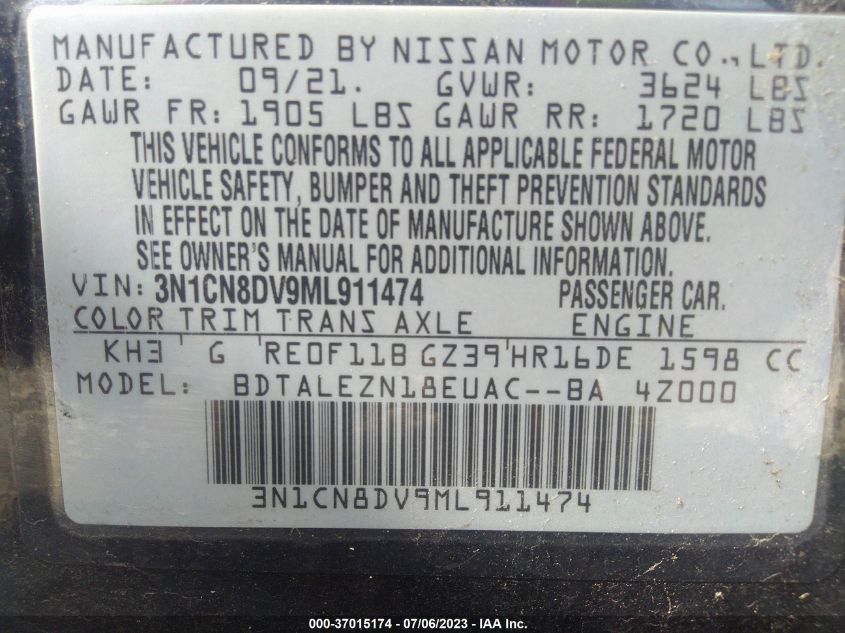 MANUFACTURED BY NISSAN MOTOR CO., LTD.
DATE: 09/21. GVWR: 3624 LBS
GAWR FR: 1905 LBS GAWR RR: 1720 LBS
THIS VEHICLE CONFORMS TO ALL APPLICABLE FEDERAL MOTOR
VEHICLE SAFETY, BUMPER AND THEFT PREVENTION STANDARDS
IN EFFECT ON THE DATE OF MANUFACTURE SHOWN ABOVE.
SEE OWNER'S MANUAL FOR ADDITIONAL INFORMATION.
VIN: 3N1CN8DV9ML911474 PASSENGER CAR.
COLOR TRIM TRANS AXLE ENGINE
KH3 ' G ' RE0F11B GZ39 ' HR16DE 1598 CC
MODEL: BDTALEZN18EUAC--BA 4Z000
3N1CN8DV9ML911474
000-37015174 - 07/06/2023 - IAA Inc.